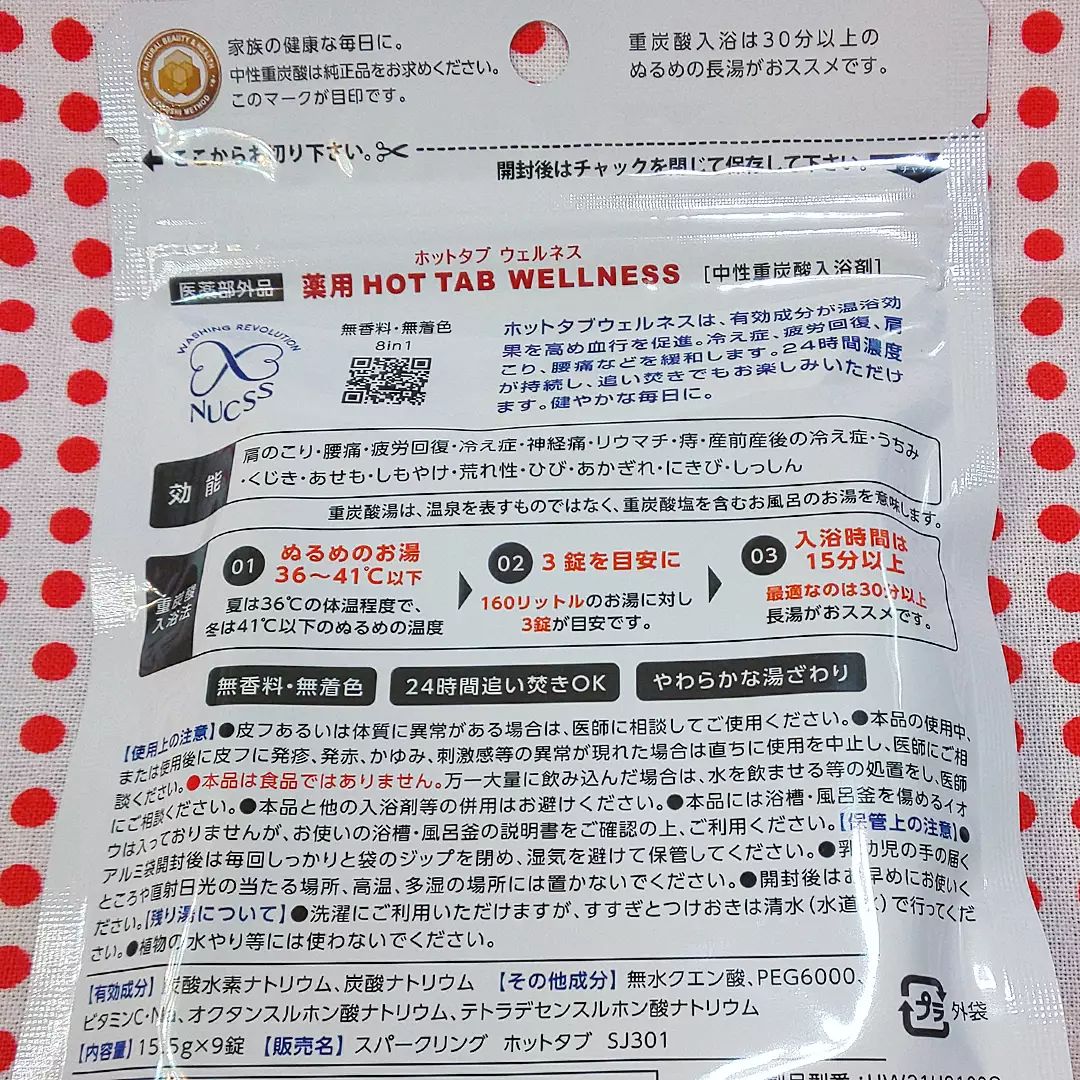 NATURAL BEAUTY & HEALTH
METHOD
家族の健康な毎日に。
中性重炭酸は純正品をお求めください。
このマークが目印です。
重炭酸入浴は30分以上の
ぬるめの長湯がおススメです。
ここからお切り下さい。
開封後はチャックを閉じて保存して下さい。
ホットタブ ウェルネス
医薬部外品 薬用 HOT TAB WELLNESS [中性重炭酸入浴剤]
WASHING REVOLUTION
NUCSS
無香料・無着色
8in1
ホットタブウェルネスは、有効成分が温浴効
果を高め血行を促進。冷え症、疲労回復、肩
こり、腰痛などを緩和します。24時間濃度
が持続し、追い焚きでもお楽しみいただけ
ます。健やかな毎日に。
効能
肩のこり・腰痛・疲労回復・冷え症・神経痛・リウマチ・痔・産前産後の冷え症・うちみ
・くじき・あせも・しもやけ・荒れ性・ひび・あかぎれ・にきび・しっしん
重炭酸湯は、温泉を表すものではなく、重炭酸塩を含むお風呂のお湯を意味します。
重炭酸
入浴法
01 ぬるめのお湯
36～41℃以下
夏は36℃の体温程度で、
冬は41℃以下のぬるめの温度
02 3錠を目安に
160リットルのお湯に対し
3錠が目安です。
03 入浴時間は
15分以上
最適なのは30分以上
長湯がおススメです。
無香料・無着色 24時間追い焚きOK やわらかな湯ざわり
【使用上の注意】●皮フあるいは体質に異常がある場合は、医師に相談してご使用ください。●本品の使用中、
または使用後に皮フに発疹、発赤、かゆみ、刺激感等の異常が現れた場合は直ちに使用を中止し、医師にご相
談ください。●本品は食品ではありません。万一大量に飲み込んだ場合は、水を飲ませる等の処置をし、医師
にご相談ください。●本品と他の入浴剤等の併用はお避けください。●本品には浴槽・風呂釜を傷めるイオ
ウは入っておりませんが、お使いの浴槽・風呂釜の説明書をご確認の上、ご利用ください。【保管上の注意】●
アルミ袋開封後は毎回しっかりと袋のジップを閉め、湿気を避けて保管してください。●乳幼児の手の届く
ところや直射日光の当たる場所、高温、多湿の場所には置かないでください。●開封後はお早めにお使いく
ださい。【残り湯について】●洗濯にご利用いただけますが、すすぎとつけおきは清水（水道水）で行ってくだ
さい。●植物の水やり等には使わないでください。
【有効成分】炭酸水素ナトリウム、炭酸ナトリウム 【その他成分】無水クエン酸、PEG6000、
ビタミンC・Na、オクタンスルホン酸ナトリウム、テトラデセンスルホン酸ナトリウム
【内容量】15.5g×9錠 【販売名】スパークリング ホットタブ SJ301
プラ 外袋